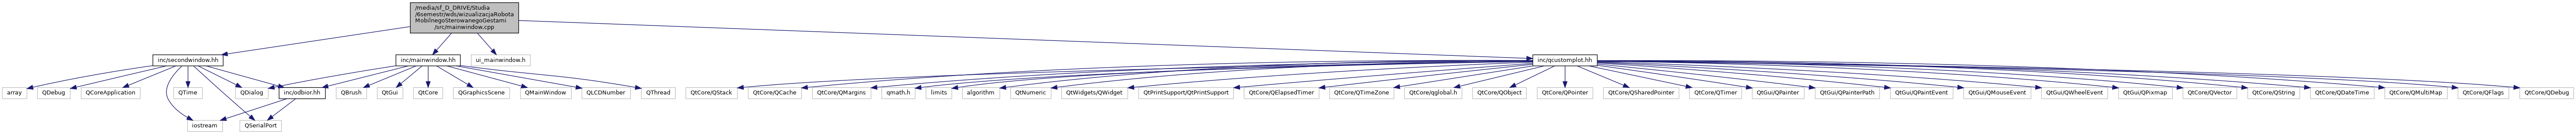 /media/sf_D_DRIVE/Studia
/6semestr/wds/wizualizacjaRobota
MobilnegoSterowanegoGestami
/src/mainwindow.cpp
inc/secondwindow.hh
inc/mainwindow.hh
ui_mainwindow.h
inc/qcustomplot.hh
array
QDebug
QCoreApplication
QTime
QDialog
inc/odbior.hh
QBrush
QtGui
QtCore
QGraphicsScene
QMainWindow
QLCDNumber
QThread
QtCore/QStack
QtCore/QCache
QtCore/QMargins
qmath.h
limits
algorithm
QtNumeric
QtWidgets/QWidget
QtPrintSupport/QtPrintSupport
QtCore/QElapsedTimer
QtCore/QTimeZone
QtCore/qglobal.h
QtCore/QObject
QtCore/QPointer
QtCore/QSharedPointer
QtCore/QTimer
QtGui/QPainter
QtGui/QPainterPath
QtGui/QPaintEvent
QtGui/QMouseEvent
QtGui/QWheelEvent
QtGui/QPixmap
QtCore/QVector
QtCore/QString
QtCore/QDateTime
QtCore/QMultiMap
QtCore/QFlags
QtCore/QDebug
iostream
QSerialPort